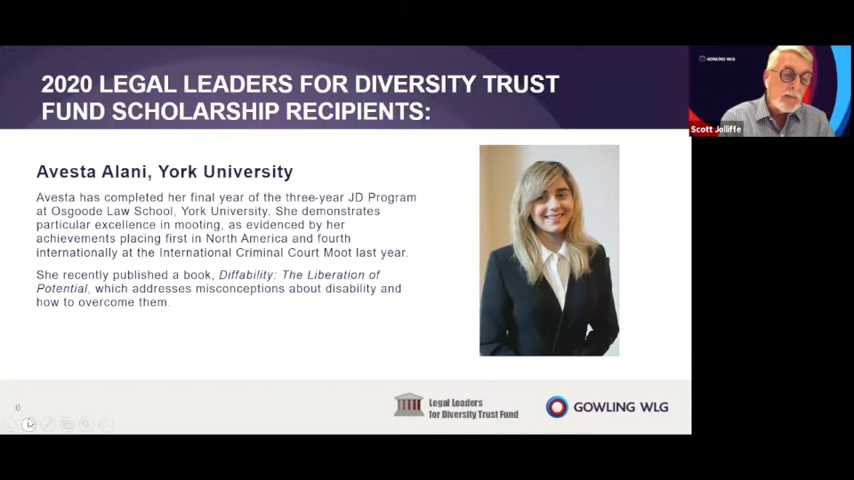 2020 LEGAL LEADERS FOR DIVERSITY TRUST
FUND SCHOLARSHIP RECIPIENTS:
GOWLING WLG
Scott Jolliffe
Avesta Alani, York University
Avesta has completed her final year of the three-year JD Program
at Osgoode Law School, York University. She demonstrates
particular excellence in mooting, as evidenced by her
achievements placing first in North America and fourth
internationally at the International Criminal Court Moot last year.
She recently published a book, Diffability: The Liberation of
Potential, which addresses misconceptions about disability and
how to overcome them.
6
Legal Leaders
for Diversity Trust Fund
GOWLING WLG